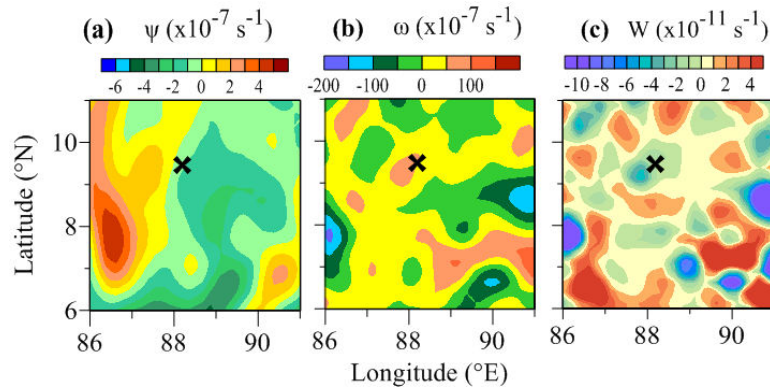 (a) ψ (x10⁻⁷ s⁻¹) (b) ω (x10⁻⁷ s⁻¹) (c) W (x10⁻¹¹ s⁻¹)
-6 -4 -2 0 2 4
-200 -100 0 100
-10 -8 -6 -4 -2 0 2 4
Latitude (°N)
10
8
6
86 88 90 86 88 90 86 88 90
Longitude (°E)